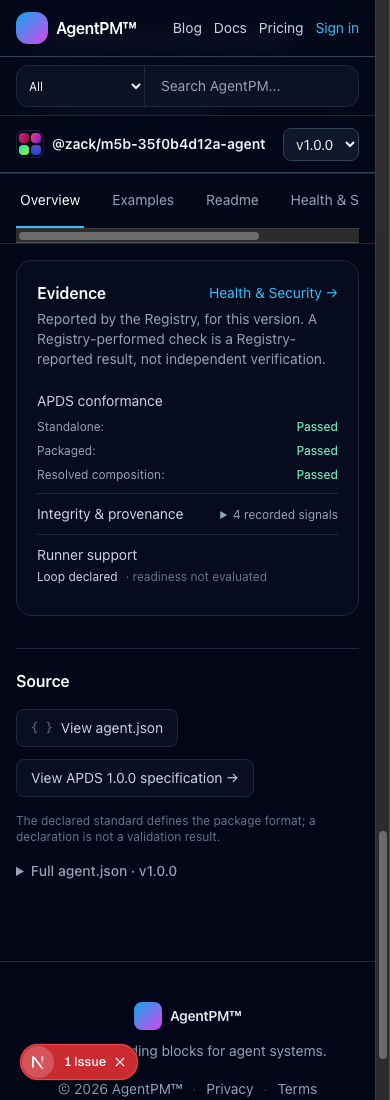 AgentPM™ Blog Docs Pricing Sign in
All Search AgentPM...
@zack/m5b-35f0b4d12a-agent v1.0.0
Overview Examples Readme Health & S
Evidence Health & Security →
Reported by the Registry, for this version. A
Registry-performed check is a Registry-
reported result, not independent verification.
APDS conformance
Standalone: Passed
Packaged: Passed
Resolved composition: Passed
Integrity & provenance ▶ 4 recorded signals
Runner support
Loop declared · readiness not evaluated
Source
{ } View agent.json
View APDS 1.0.0 specification →
The declared standard defines the package format; a
declaration is not a validation result.
▶ Full agent.json · v1.0.0
AgentPM™
ding blocks for agent systems.
N 1 Issue ×
© 2026 AgentPM™ · Privacy · Terms